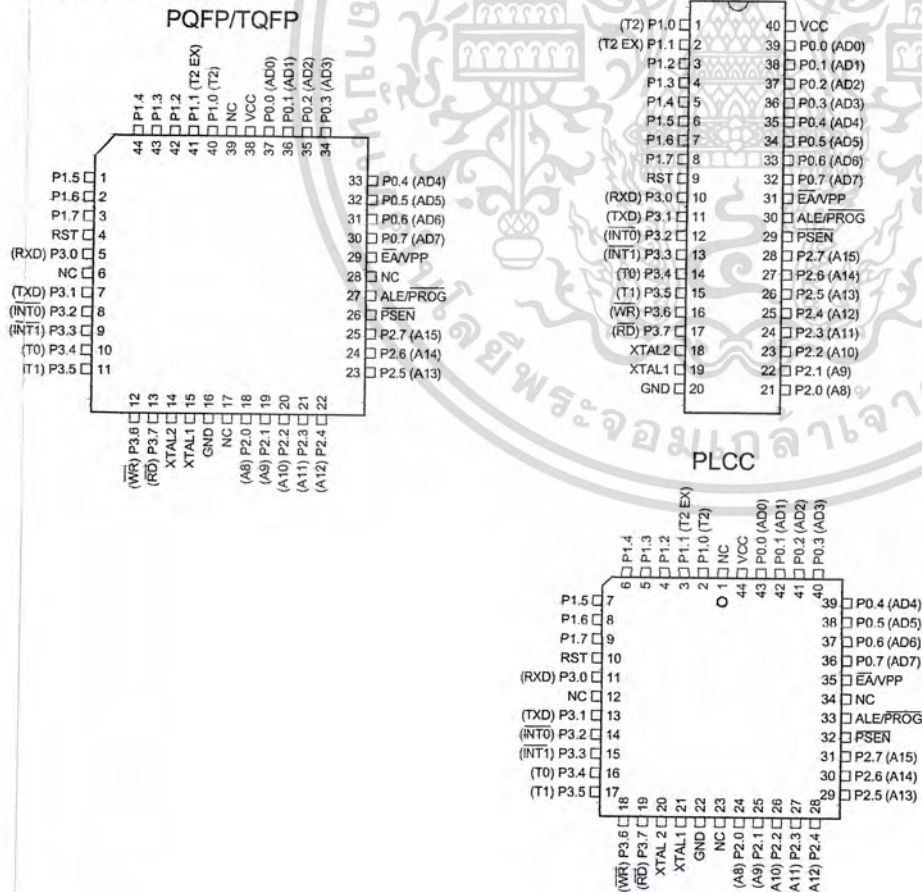 PQFP/TQFP
P1.4
P1.3
P1.2
P1.1 (T2 EX)
P1.0 (T2)
NC
VCC
P0.0 (AD0)
P0.1 (AD1)
P0.2 (AD2)
P0.3 (AD3)
44 43 42 41 40 39 38 37 36 35 34
P1.5 1
P1.6 2
P1.7 3
RST 4
(RXD) P3.0 5
NC 6
(TXD) P3.1 7
(INT0) P3.2 8
(INT1) P3.3 9
(T0) P3.4 10
(T1) P3.5 11
33 P0.4 (AD4)
32 P0.5 (AD5)
31 P0.6 (AD6)
30 P0.7 (AD7)
29 EA/VPP
28 NC
27 ALE/PROG
26 PSEN
25 P2.7 (A15)
24 P2.6 (A14)
23 P2.5 (A13)
12 13 14 15 16 17 18 19 20 21 22
(WR) P3.6
(RD) P3.7
XTAL2
XTAL1
GND
NC
(A8) P2.0
(A9) P2.1
(A10) P2.2
(A11) P2.3
(A12) P2.4
(T2) P1.0 1 40 VCC
(T2 EX) P1.1 2 39 P0.0 (AD0)
P1.2 3 38 P0.1 (AD1)
P1.3 4 37 P0.2 (AD2)
P1.4 5 36 P0.3 (AD3)
P1.5 6 35 P0.4 (AD4)
P1.6 7 34 P0.5 (AD5)
P1.7 8 33 P0.6 (AD6)
RST 9 32 P0.7 (AD7)
(RXD) P3.0 10 31 EA/VPP
(TXD) P3.1 11 30 ALE/PROG
(INT0) P3.2 12 29 PSEN
(INT1) P3.3 13 28 P2.7 (A15)
(T0) P3.4 14 27 P2.6 (A14)
(T1) P3.5 15 26 P2.5 (A13)
(WR) P3.6 16 25 P2.4 (A12)
(RD) P3.7 17 24 P2.3 (A11)
XTAL2 18 23 P2.2 (A10)
XTAL1 19 22 P2.1 (A9)
GND 20 21 P2.0 (A8)
PLCC
P1.4
P1.3
P1.2
P1.1 (T2 EX)
P1.0 (T2)
NC
VCC
P0.0 (AD0)
P0.1 (AD1)
P0.2 (AD2)
P0.3 (AD3)
6 5 4 3 2 1 44 43 42 41 40
P1.5 7
P1.6 8
P1.7 9
RST 10
(RXD) P3.0 11
NC 12
(TXD) P3.1 13
(INT0) P3.2 14
(INT1) P3.3 15
(T0) P3.4 16
(T1) P3.5 17
39 P0.4 (AD4)
38 P0.5 (AD5)
37 P0.6 (AD6)
36 P0.7 (AD7)
35 EA/VPP
34 NC
33 ALE/PROG
32 PSEN
31 P2.7 (A15)
30 P2.6 (A14)
29 P2.5 (A13)
18 19 20 21 22 23 24 25 26 27 28
(WR) P3.6
(RD) P3.7
XTAL 2
XTAL1
GND
NC
(A8) P2.0
(A9) P2.1
(A10) P2.2
(A11) P2.3
(A12) P2.4